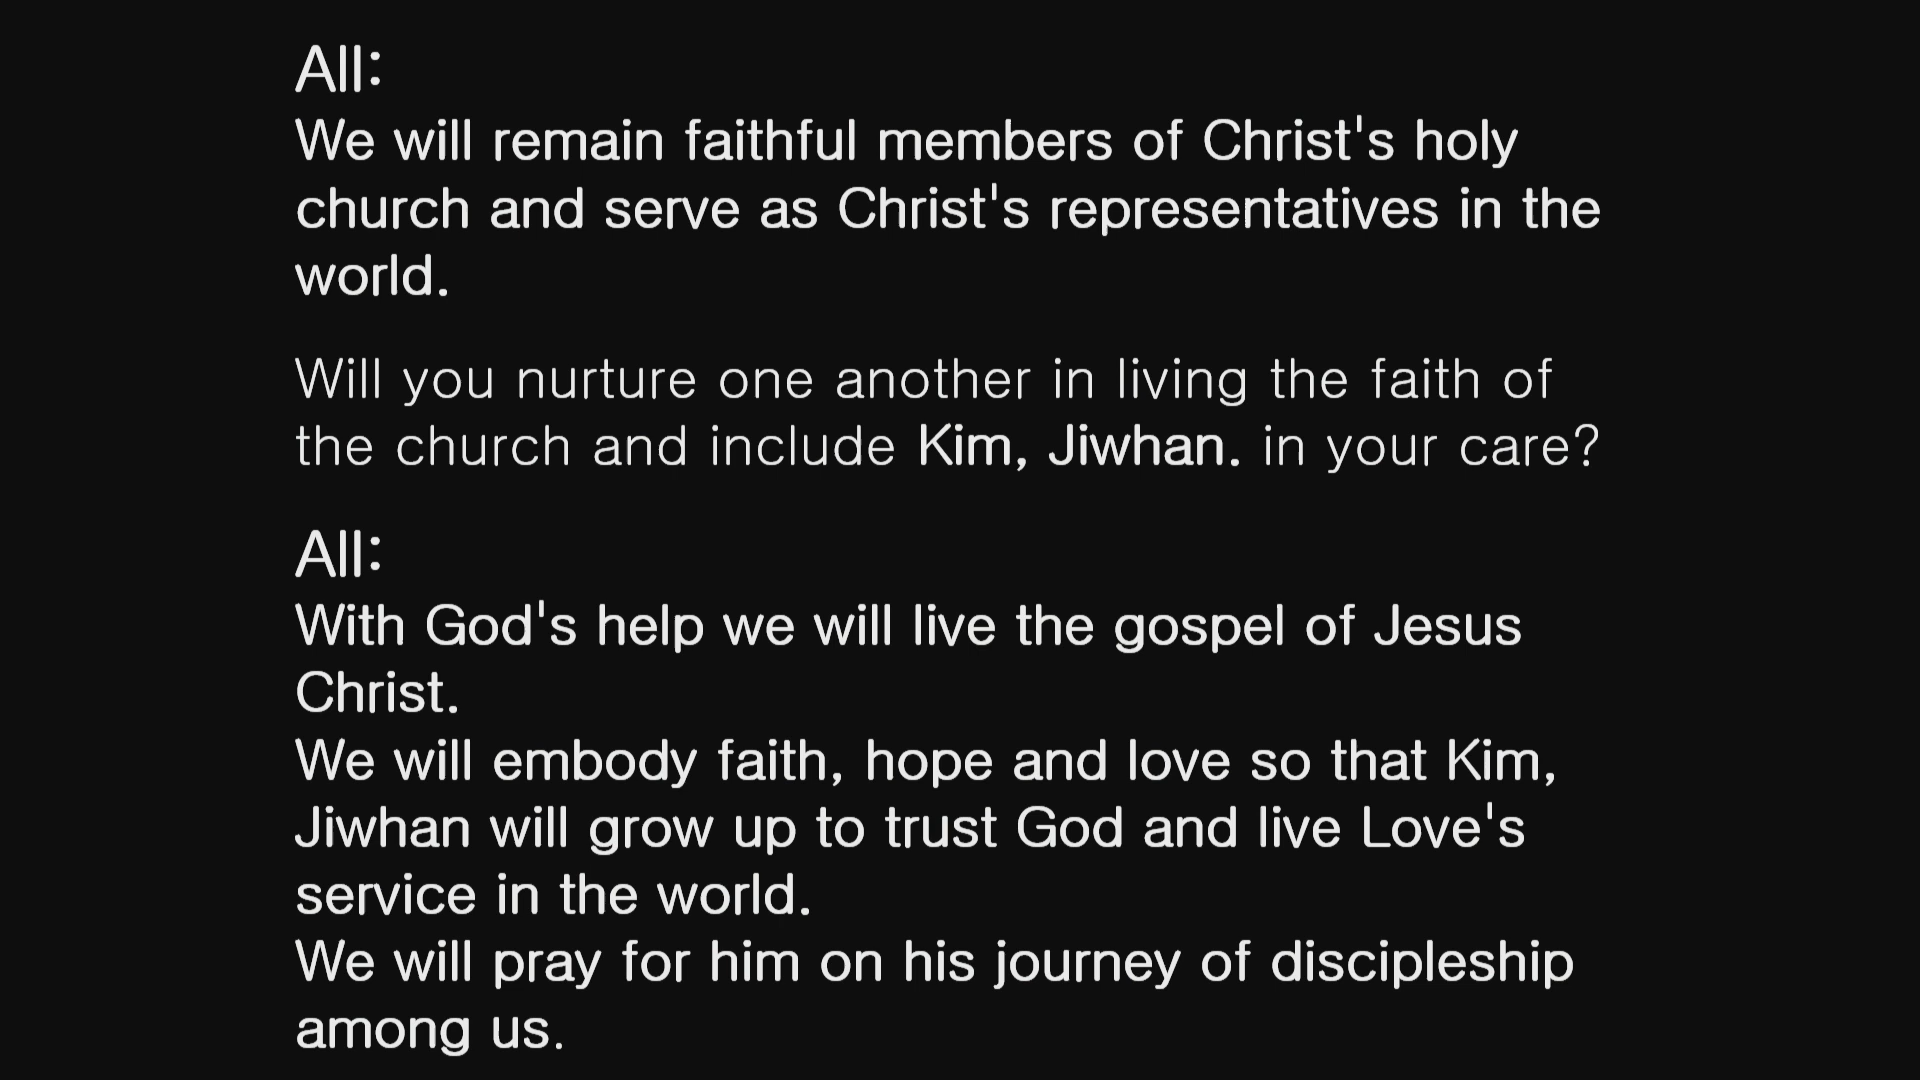 All:
We will remain faithful members of Christ's holy
church and serve as Christ's representatives in the
world.
Will you nurture one another in living the faith of
the church and include Kim, Jiwhan. in your care?
All:
With God's help we will live the gospel of Jesus
Christ.
We will embody faith, hope and love so that Kim,
Jiwhan will grow up to trust God and live Love's
service in the world.
We will pray for him on his journey of discipleship
among us.